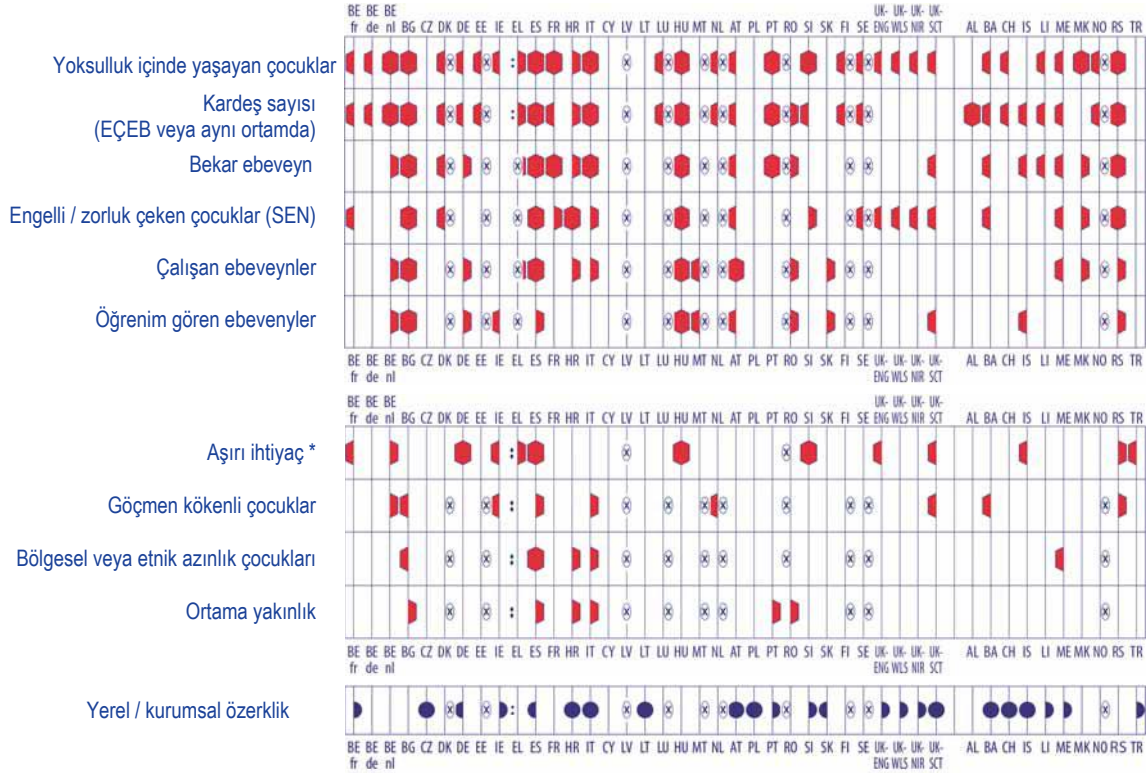 BE BE BE UK- UK- UK- UK-
fr de nl BG CZ DK DE EE IE EL ES FR HR IT CY LV LT LU HU MT NL AT PL PT RO SI SK FI SE ENG WLS NIR SCT AL BA CH IS LI ME MK NO RS TR
Yoksulluk içinde yaşayan çocuklar
Kardeş sayısı
(EÇEB veya aynı ortamda)
Bekar ebeveyn
Engelli / zorluk çeken çocuklar (SEN)
Çalışan ebeveynler
Öğrenim gören ebevenyler
BE BE BE BG CZ DK DE EE IE EL ES FR HR IT CY LV LT LU HU MT NL AT PL PT RO SI SK FI SE UK- UK- UK- UK- AL BA CH IS LI ME MK NO RS TR
fr de nl ENG WLS NIR SCT
BE BE BE UK- UK- UK- UK-
fr de nl BG CZ DK DE EE IE EL ES FR HR IT CY LV LT LU HU MT NL AT PL PT RO SI SK FI SE ENG WLS NIR SCT AL BA CH IS LI ME MK NO RS TR
Aşırı ihtiyaç *
Göçmen kökenli çocuklar
Bölgesel veya etnik azınlık çocukları
Ortama yakınlık
BE BE BE BG CZ DK DE EE IE EL ES FR HR IT CY LV LT LU HU MT NL AT PL PT RO SI SK FI SE UK- UK- UK- UK- AL BA CH IS LI ME MK NO RS TR
fr de nl ENG WLS NIR SCT
Yerel / kurumsal özerklik
BE BE BE BG CZ DK DE EE IE EL ES FR HR IT CY LV LT LU HU MT NL AT PL PT RO SI SK FI SE UK- UK- UK- UK- AL BA CH IS LI ME MK NO RS TR
fr de nl ENG WLS NIR SCT